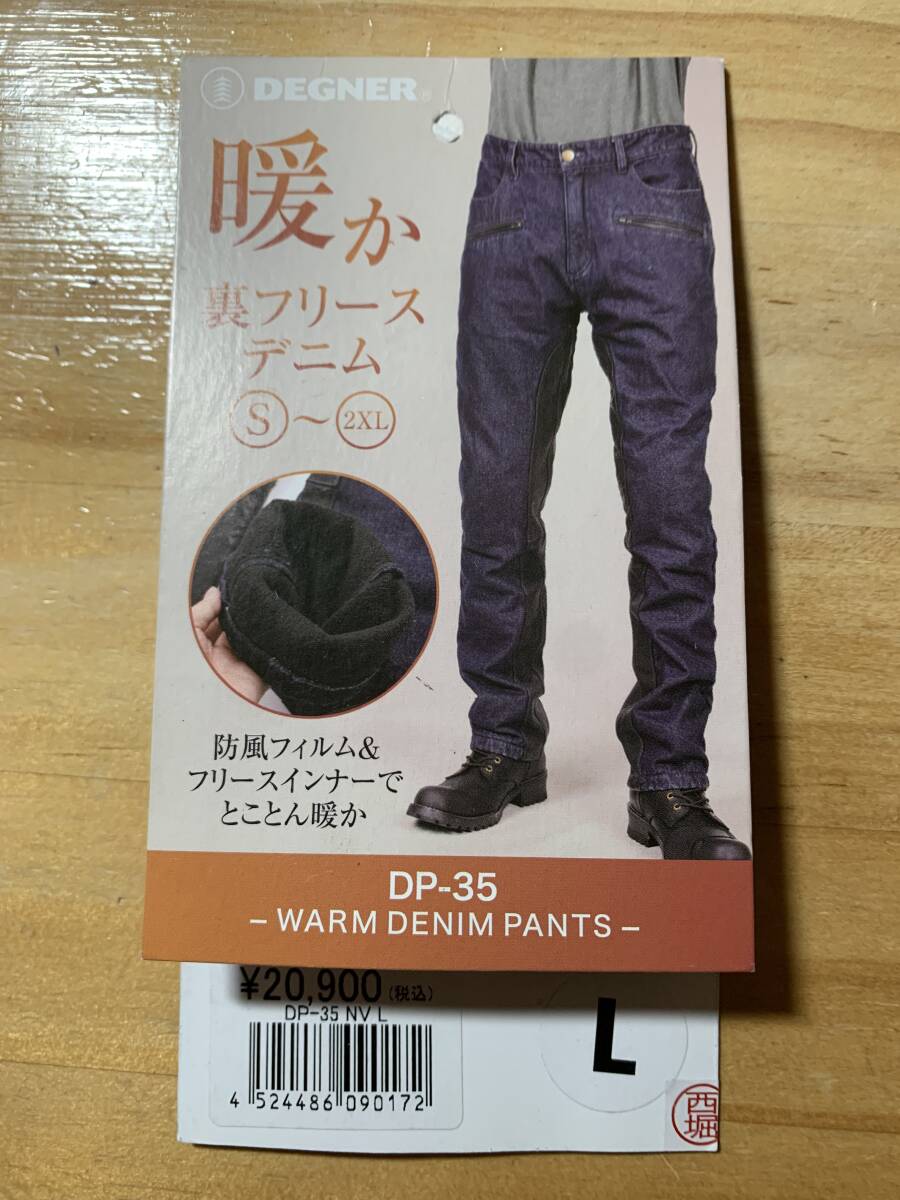 DEGNER®
暖か
裏フリース
デニム
S〜2XL
防風フィルム&
フリースインナーで
とことん暖か
DP-35
– WARM DENIM PANTS –
¥20,900(税込)
DP-35 NV L
4 524486 090172
L
西堀